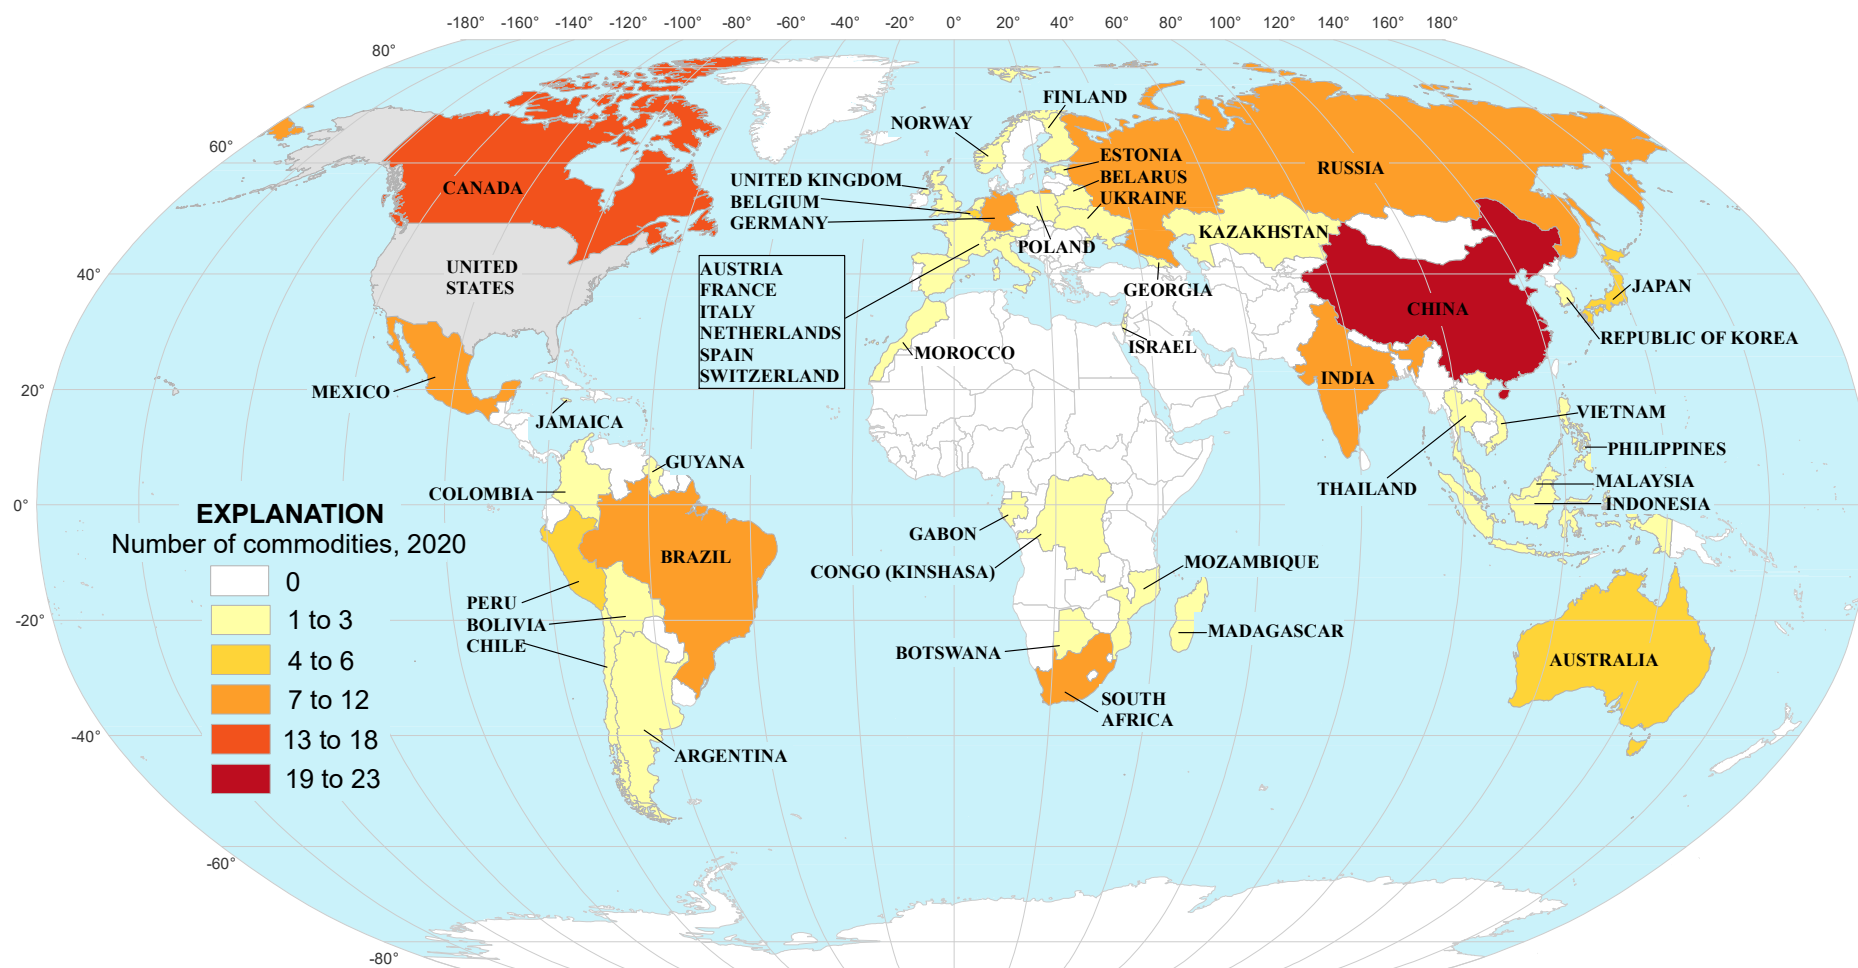 -180° -160° -140° -120° -100° -80° -60° -40° -20° 0° 20° 40° 60° 80° 100° 120° 140° 160° 180°
80°
60°
40°
20°
0°
-20°
-40°
-60°
-80°
FINLAND
NORWAY
ESTONIA
BELARUS
UKRAINE
RUSSIA
CANADA
UNITED KINGDOM
BELGIUM
GERMANY
POLAND
KAZAKHSTAN
UNITED
STATES
AUSTRIA
FRANCE
ITALY
NETHERLANDS
SPAIN
SWITZERLAND
GEORGIA
JAPAN
CHINA
REPUBLIC OF KOREA
ISRAEL
MOROCCO
INDIA
MEXICO
JAMAICA
VIETNAM
PHILIPPINES
GUYANA
COLOMBIA
MALAYSIA
THAILAND
INDONESIA
GABON
BRAZIL
CONGO (KINSHASA)
MOZAMBIQUE
PERU
BOLIVIA
CHILE
MADAGASCAR
BOTSWANA
AUSTRALIA
SOUTH
AFRICA
ARGENTINA
EXPLANATION
Number of commodities, 2020
0
1 to 3
4 to 6
7 to 12
13 to 18
19 to 23